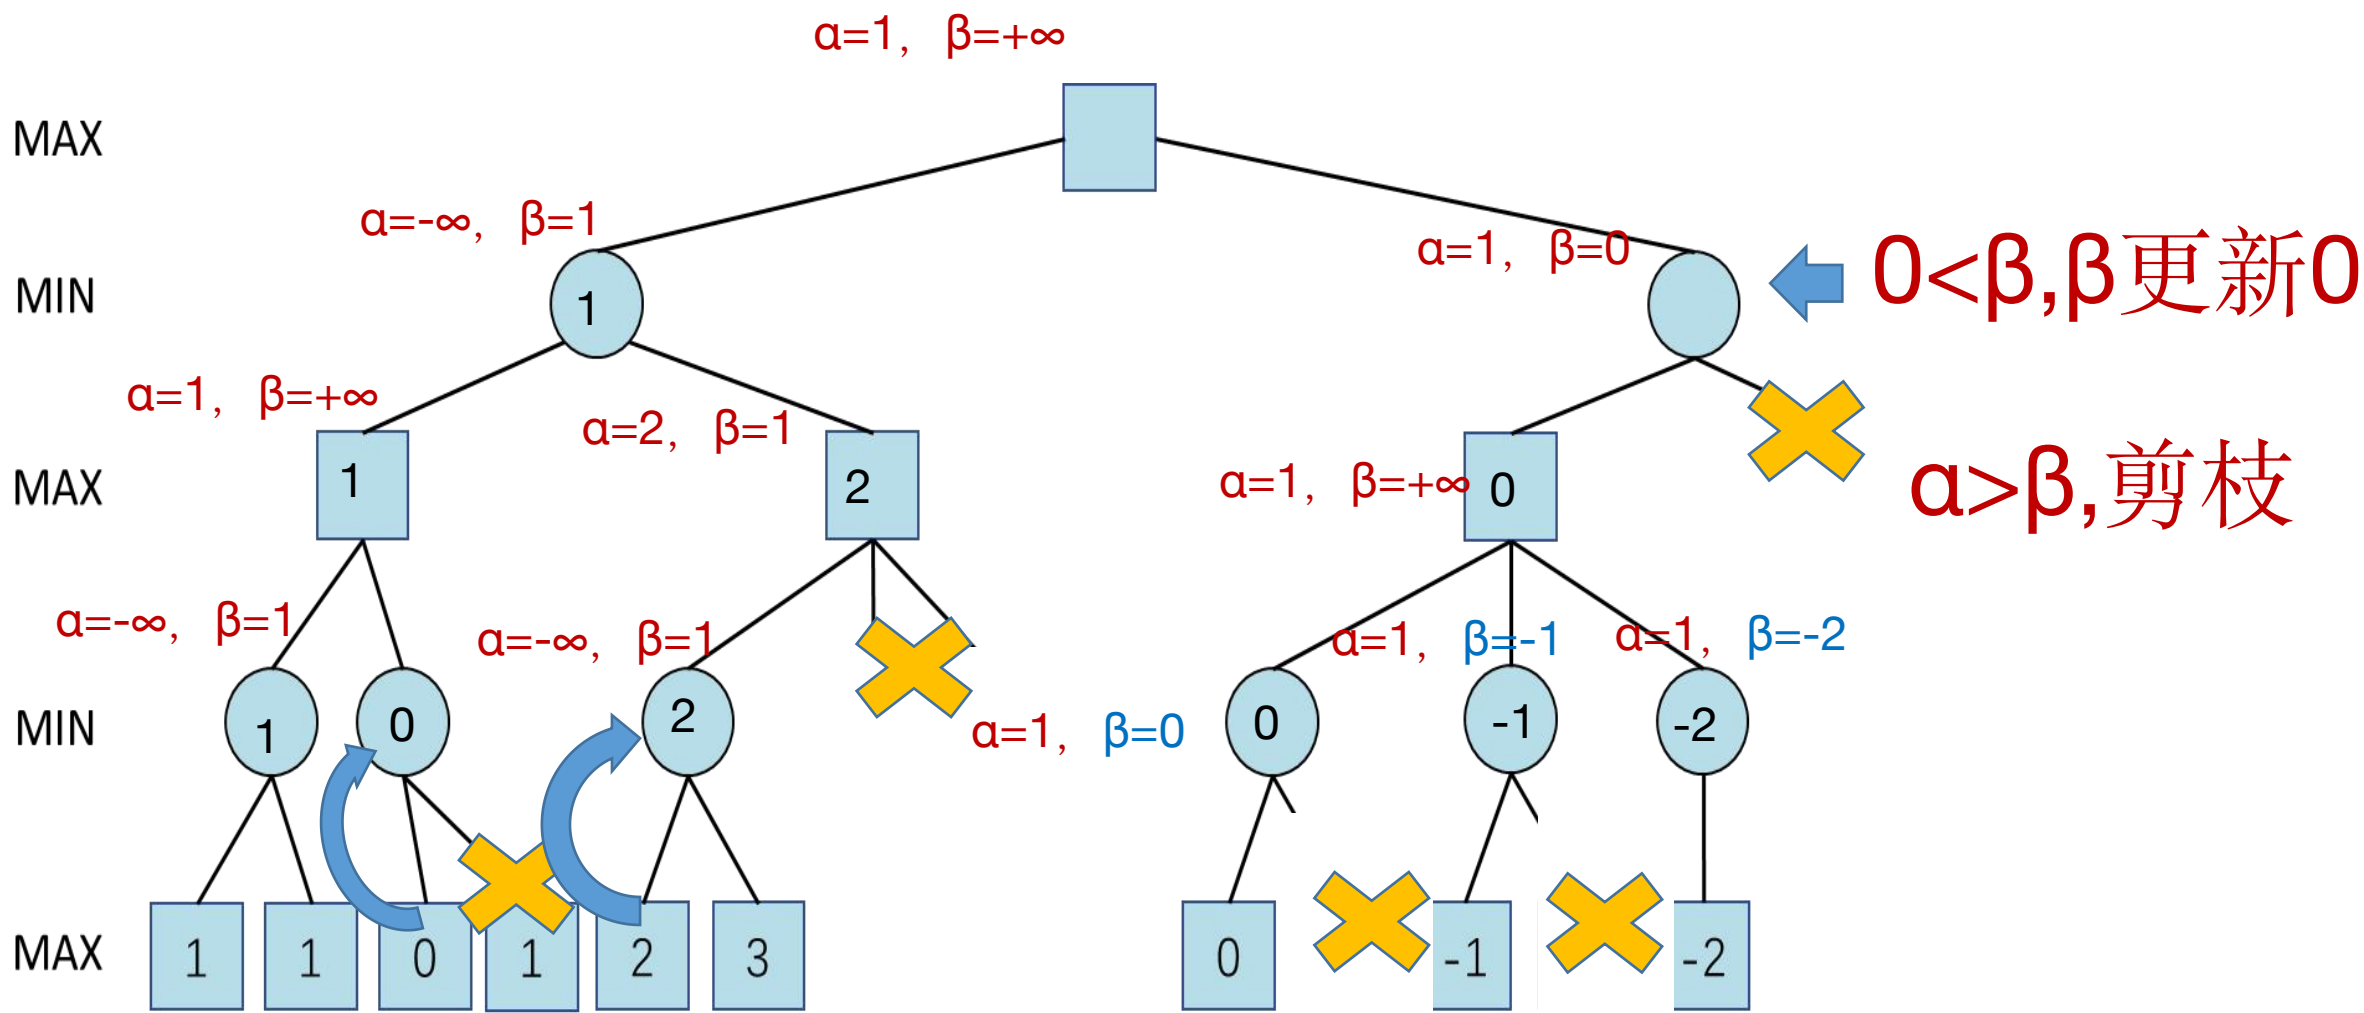 α=1, β=+∞
MAX
α=-∞, β=1
α=1, β=0
0<β,β更新0
MIN
1
α=1, β=+∞
α=2, β=1
α>β,剪枝
MAX
1
2
α=1, β=+∞
0
α=-∞, β=1
α=-∞, β=1
α=1, β=-1
α=1, β=-2
MIN
1
0
2
α=1, β=0
0
-1
-2
MAX
1
1
0
1
2
3
0
-1
-2